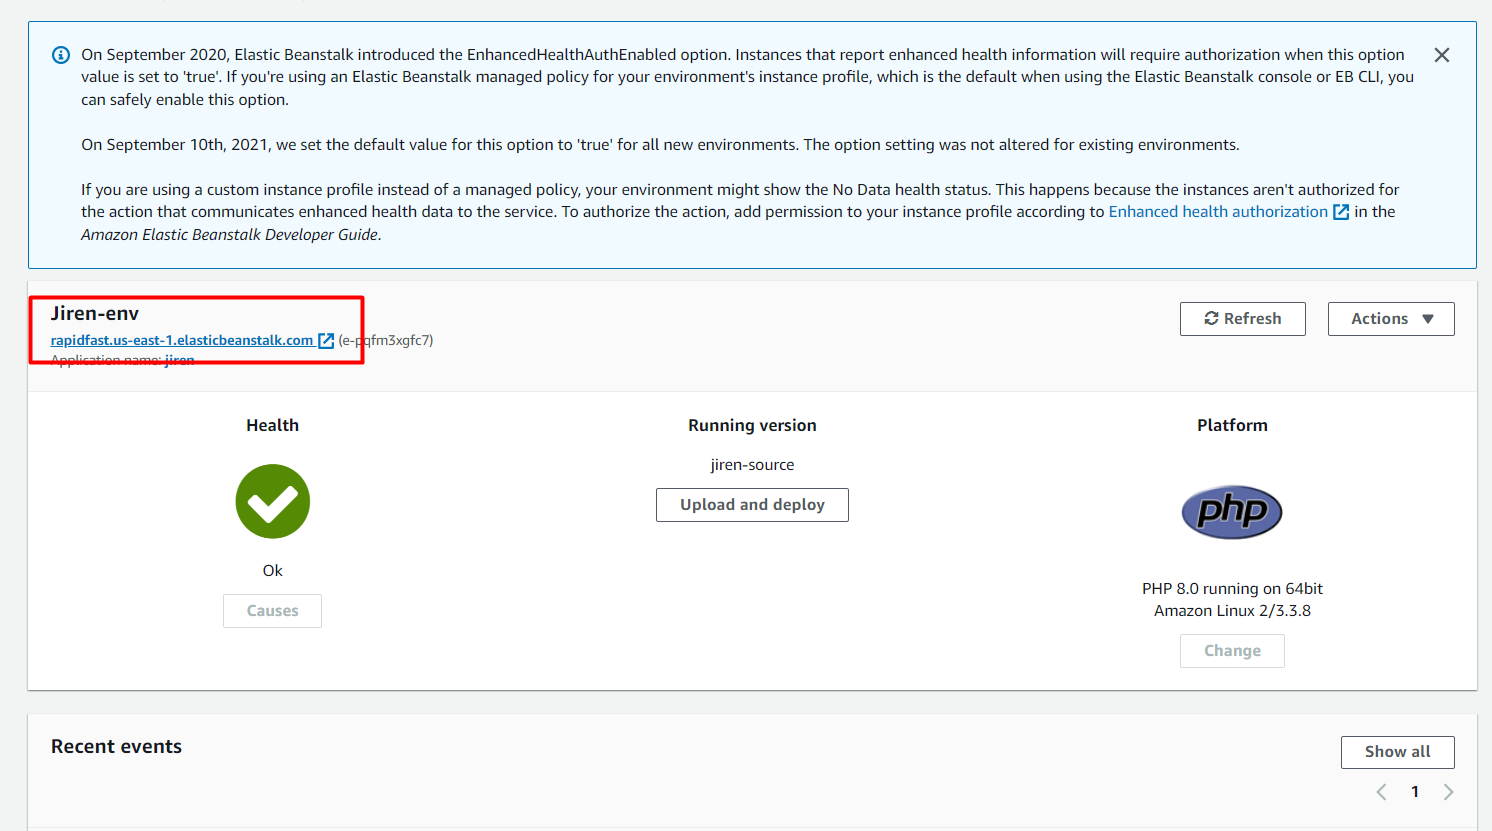 On September 2020, Elastic Beanstalk introduced the EnhancedHealthAuthEnabled option. Instances that report enhanced health information will require authorization when this option
value is set to 'true'. If you're using an Elastic Beanstalk managed policy for your environment's instance profile, which is the default when using the Elastic Beanstalk console or EB CLI, you
can safely enable this option.
On September 10th, 2021, we set the default value for this option to 'true' for all new environments. The option setting was not altered for existing environments.
If you are using a custom instance profile instead of a managed policy, your environment might show the No Data health status. This happens because the instances aren't authorized for
the action that communicates enhanced health data to the service. To authorize the action, add permission to your instance profile according to Enhanced health authorization in the
Amazon Elastic Beanstalk Developer Guide.
Jiren-env
rapidfast.us-east-1.elasticbeanstalk.com (e-pqfm3xgfc7)
Application name: jiren
Refresh
Actions
Health
Ok
Causes
Running version
jiren-source
Upload and deploy
Platform
php
PHP 8.0 running on 64bit
Amazon Linux 2/3.3.8
Change
Recent events
Show all
1